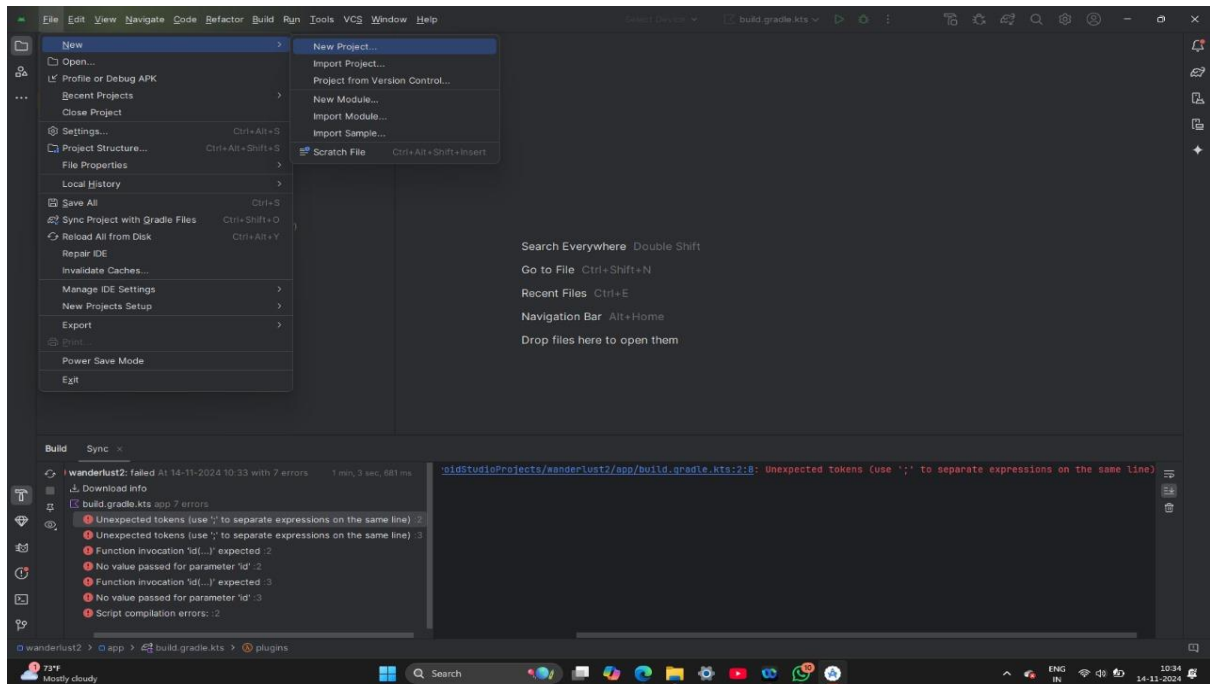 File Edit View Navigate Code Refactor Build Run Tools VCS Window Help Select Device build.gradle.kts
New
Open...
Profile or Debug APK
Recent Projects
Close Project
Settings... Ctrl+Alt+S
Project Structure... Ctrl+Alt+Shift+S
File Properties
Local History
Save All Ctrl+S
Sync Project with Gradle Files Ctrl+Shift+O
Reload All from Disk Ctrl+Alt+Y
Repair IDE
Invalidate Caches...
Manage IDE Settings
New Projects Setup
Export
Print...
Power Save Mode
Exit
New Project...
Import Project...
Project from Version Control...
New Module...
Import Module...
Import Sample...
Scratch File Ctrl+Alt+Shift+Insert
Search Everywhere Double Shift
Go to File Ctrl+Shift+N
Recent Files Ctrl+E
Navigation Bar Alt+Home
Drop files here to open them
Build Sync
wanderlust2: failed At 14-11-2024 10:33 with 7 errors 1 min, 3 sec, 681 ms
Download info
build.gradle.kts app 7 errors
Unexpected tokens (use ';' to separate expressions on the same line) :2
Unexpected tokens (use ';' to separate expressions on the same line) :3
Function invocation 'id(...)' expected :2
No value passed for parameter 'id' :2
Function invocation 'id(...)' expected :3
No value passed for parameter 'id' :3
Script compilation errors: :2
oidStudioProjects/wanderlust2/app/build.gradle.kts:2:8: Unexpected tokens (use ';' to separate expressions on the same line)
wanderlust2 > app > build.gradle.kts > plugins
1
73°F
Mostly cloudy
Search
10
ENG
IN
10:34
14-11-2024